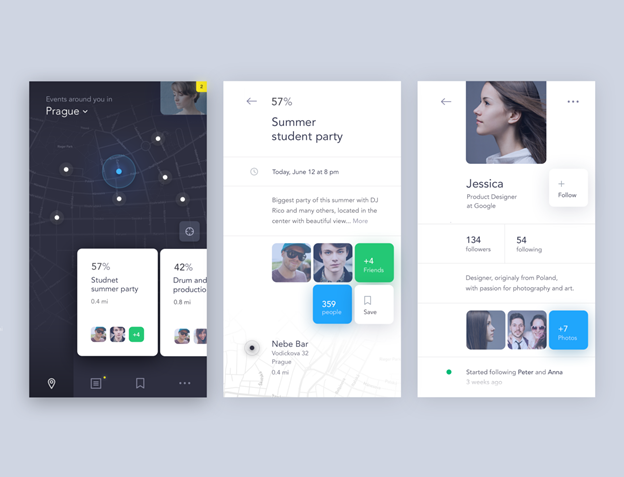 2
Events around you in
Prague
57%
Studnet
summer party
0.4 mi
+4
42%
Drum and
productio
0.8 mi
57%
Summer
student party
Today, June 12 at 8 pm
Biggest party of this summer with DJ
Rico and many others, located in the
center with beautiful view... More
+4
Friends
359
people
Save
Nebe Bar
Vodickova 32
Prague
0.4 mi
Jessica
Product Designer
at Google
+
Follow
134
followers
54
following
Designer, originaly from Poland,
with passion for photography and art.
+7
Photos
Started following Peter and Anna
3 weeks ago